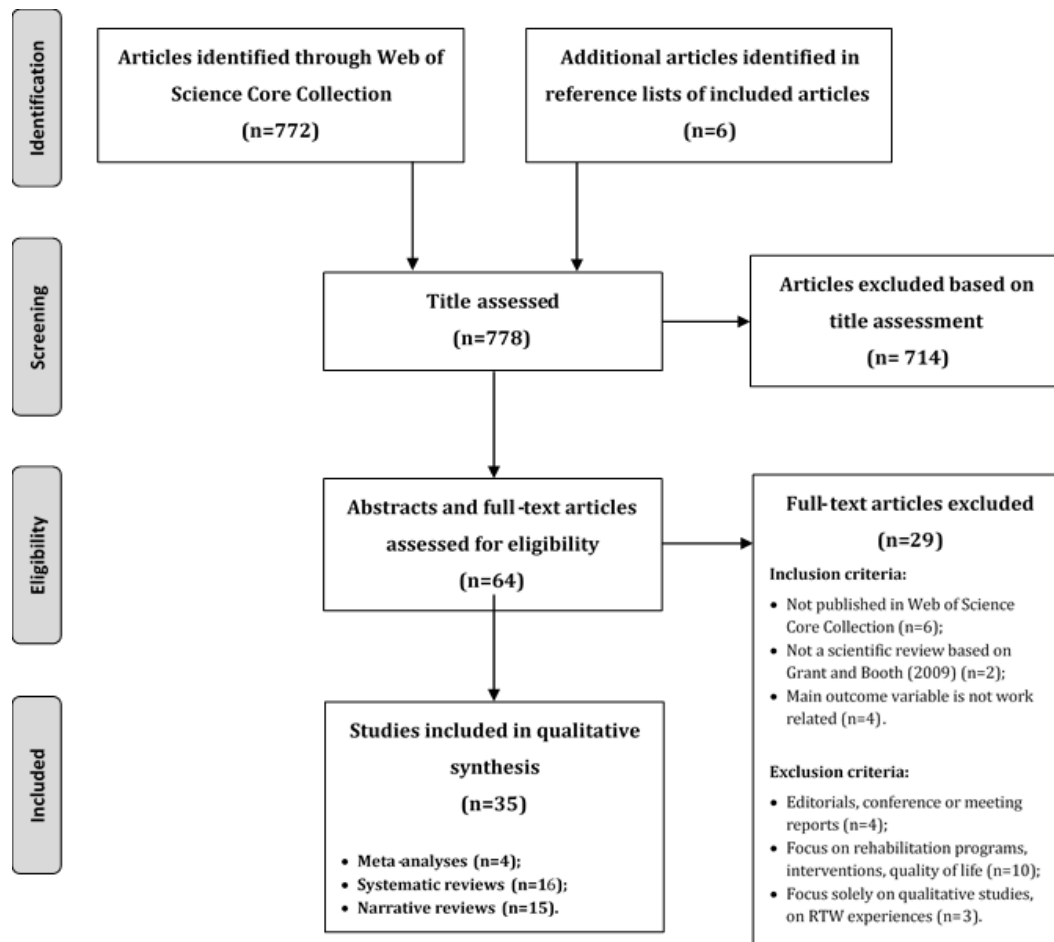 Identification
Articles identified through Web of
Science Core Collection
(n=772)
Additional articles identified in
reference lists of included articles
(n=6)
Screening
Title assessed
(n=778)
Articles excluded based on
title assessment
(n= 714)
Eligibility
Abstracts and full-text articles
assessed for eligibility
(n=64)
Full-text articles excluded
(n=29)
Inclusion criteria:
• Not published in Web of Science
Core Collection (n=6);
• Not a scientific review based on
Grant and Booth (2009) (n=2);
• Main outcome variable is not work
related (n=4).
Exclusion criteria:
• Editorials, conference or meeting
reports (n=4);
• Focus on rehabilitation programs,
interventions, quality of life (n=10);
• Focus solely on qualitative studies,
on RTW experiences (n=3).
Included
Studies included in qualitative
synthesis
(n=35)
• Meta-analyses (n=4);
• Systematic reviews (n=16);
• Narrative reviews (n=15).